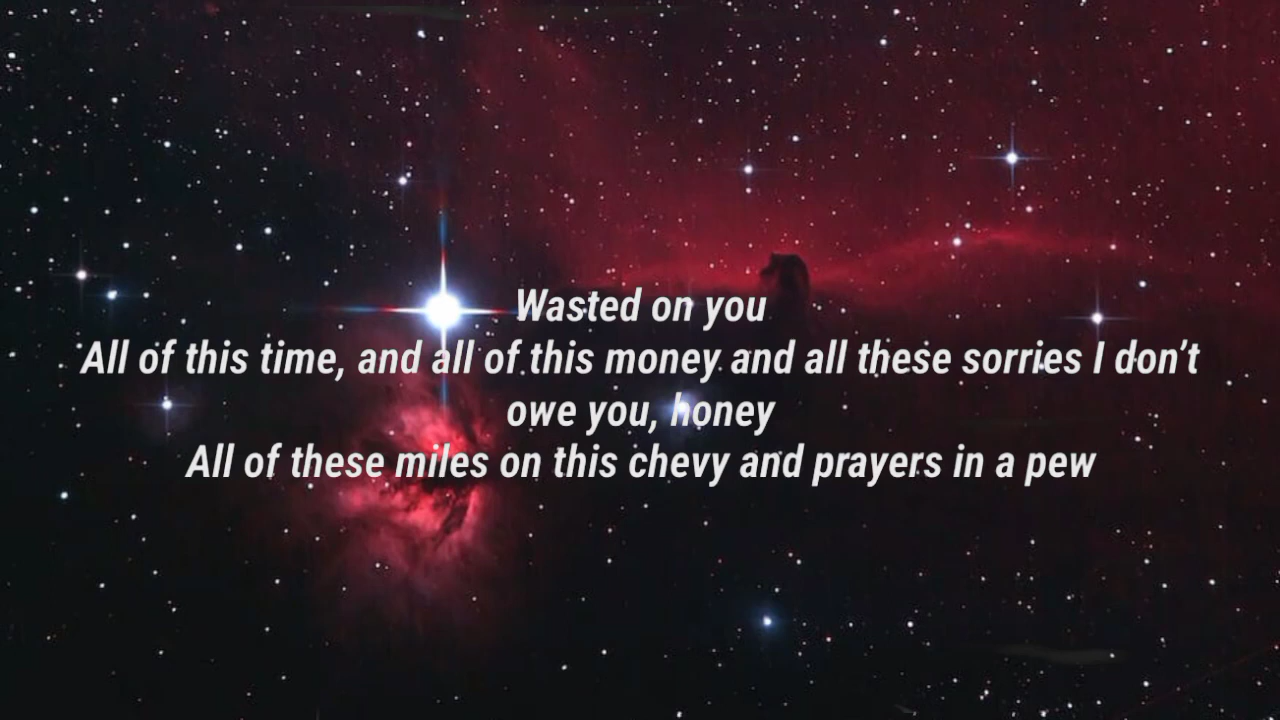 Wasted on you
All of this time, and all of this money and all these sorries I don’t
owe you, honey
All of these miles on this chevy and prayers in a pew